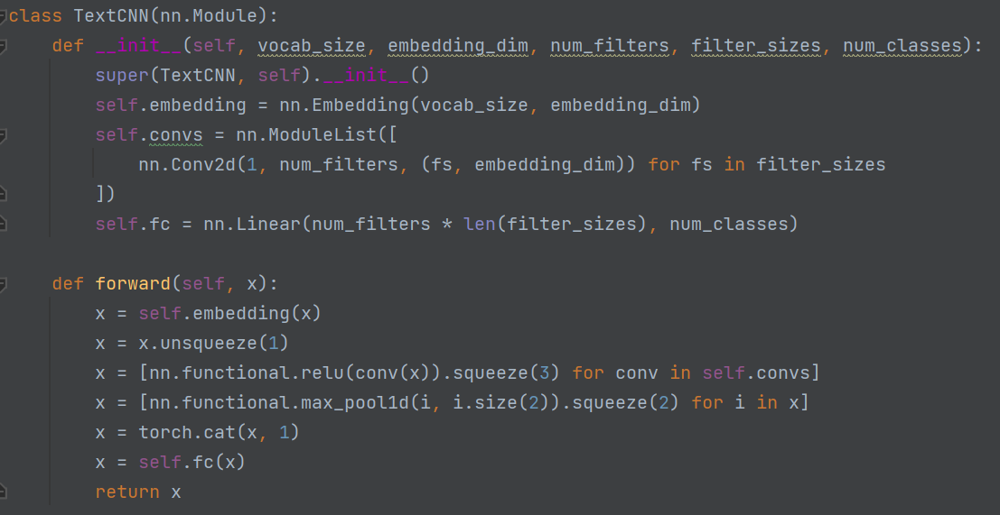 class TextCNN(nn.Module):
    def __init__(self, vocab_size, embedding_dim, num_filters, filter_sizes, num_classes):
        super(TextCNN, self).__init__()
        self.embedding = nn.Embedding(vocab_size, embedding_dim)
        self.convs = nn.ModuleList([
            nn.Conv2d(1, num_filters, (fs, embedding_dim)) for fs in filter_sizes
        ])
        self.fc = nn.Linear(num_filters * len(filter_sizes), num_classes)

    def forward(self, x):
        x = self.embedding(x)
        x = x.unsqueeze(1)
        x = [nn.functional.relu(conv(x)).squeeze(3) for conv in self.convs]
        x = [nn.functional.max_pool1d(i, i.size(2)).squeeze(2) for i in x]
        x = torch.cat(x, 1)
        x = self.fc(x)
        return x